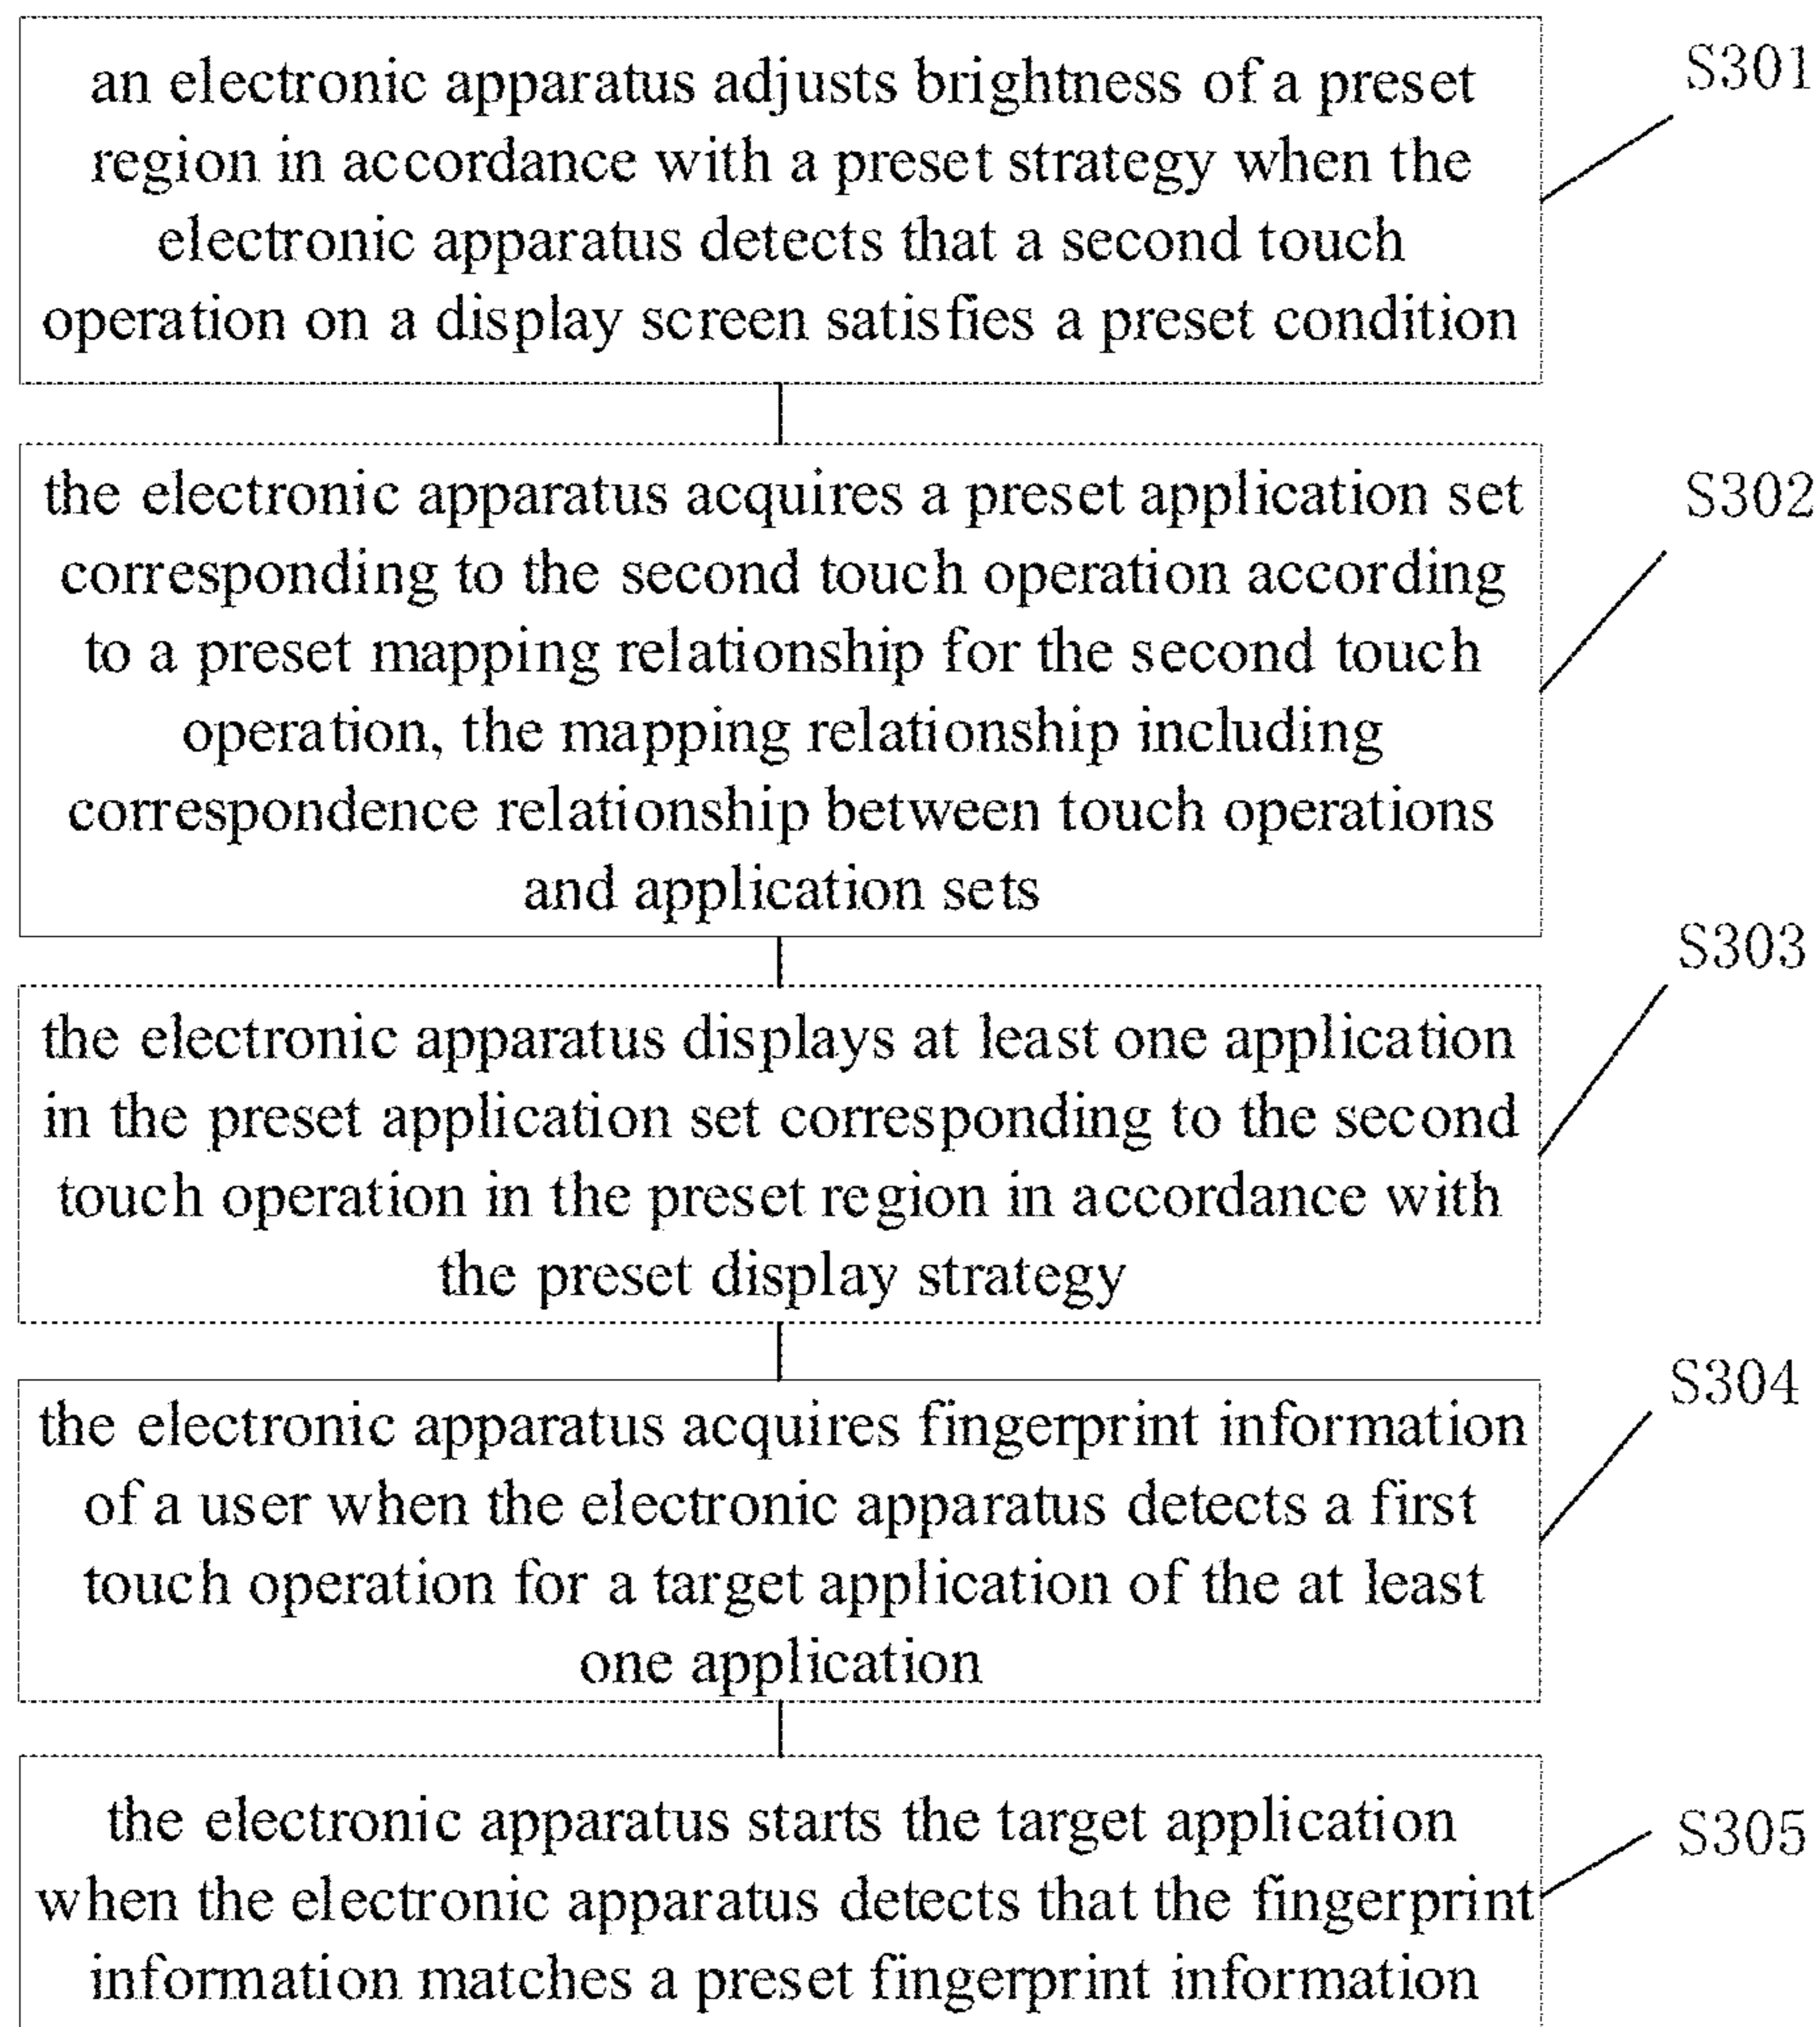 an electronic apparatus adjusts brightness of a preset
region in accordance with a preset strategy when the
electronic apparatus detects that a second touch
operation on a display screen satisfies a preset condition
S301
the electronic apparatus acquires a preset application set
corresponding to the second touch operation according
to a preset mapping relationship for the second touch
operation, the mapping relationship including
correspondence relationship between touch operations
and application sets
S302
the electronic apparatus displays at least one application
in the preset application set corresponding to the second
touch operation in the preset region in accordance with
the preset display strategy
S303
the electronic apparatus acquires fingerprint information
of a user when the electronic apparatus detects a first
touch operation for a target application of the at least
one application
S304
the electronic apparatus starts the target application
when the electronic apparatus detects that the fingerprint
information matches a preset fingerprint information
S305